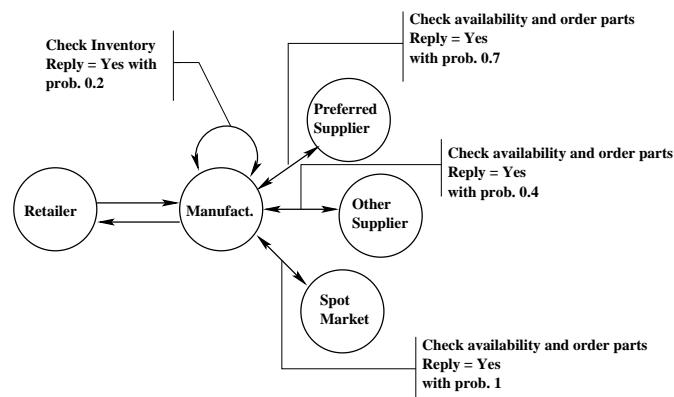 Check availability and order parts
Reply = Yes
with prob. 0.7
Check Inventory
Reply = Yes with
prob. 0.2
Preferred
Supplier
Check availability and order parts
Reply = Yes
with prob. 0.4
Retailer
Manufact.
Other
Supplier
Spot
Market
Check availability and order parts
Reply = Yes
with prob. 1